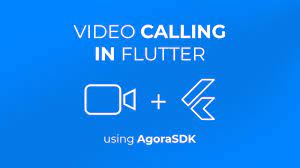 VIDEO CALLING
IN FLUTTER
+
using AgoraSDK